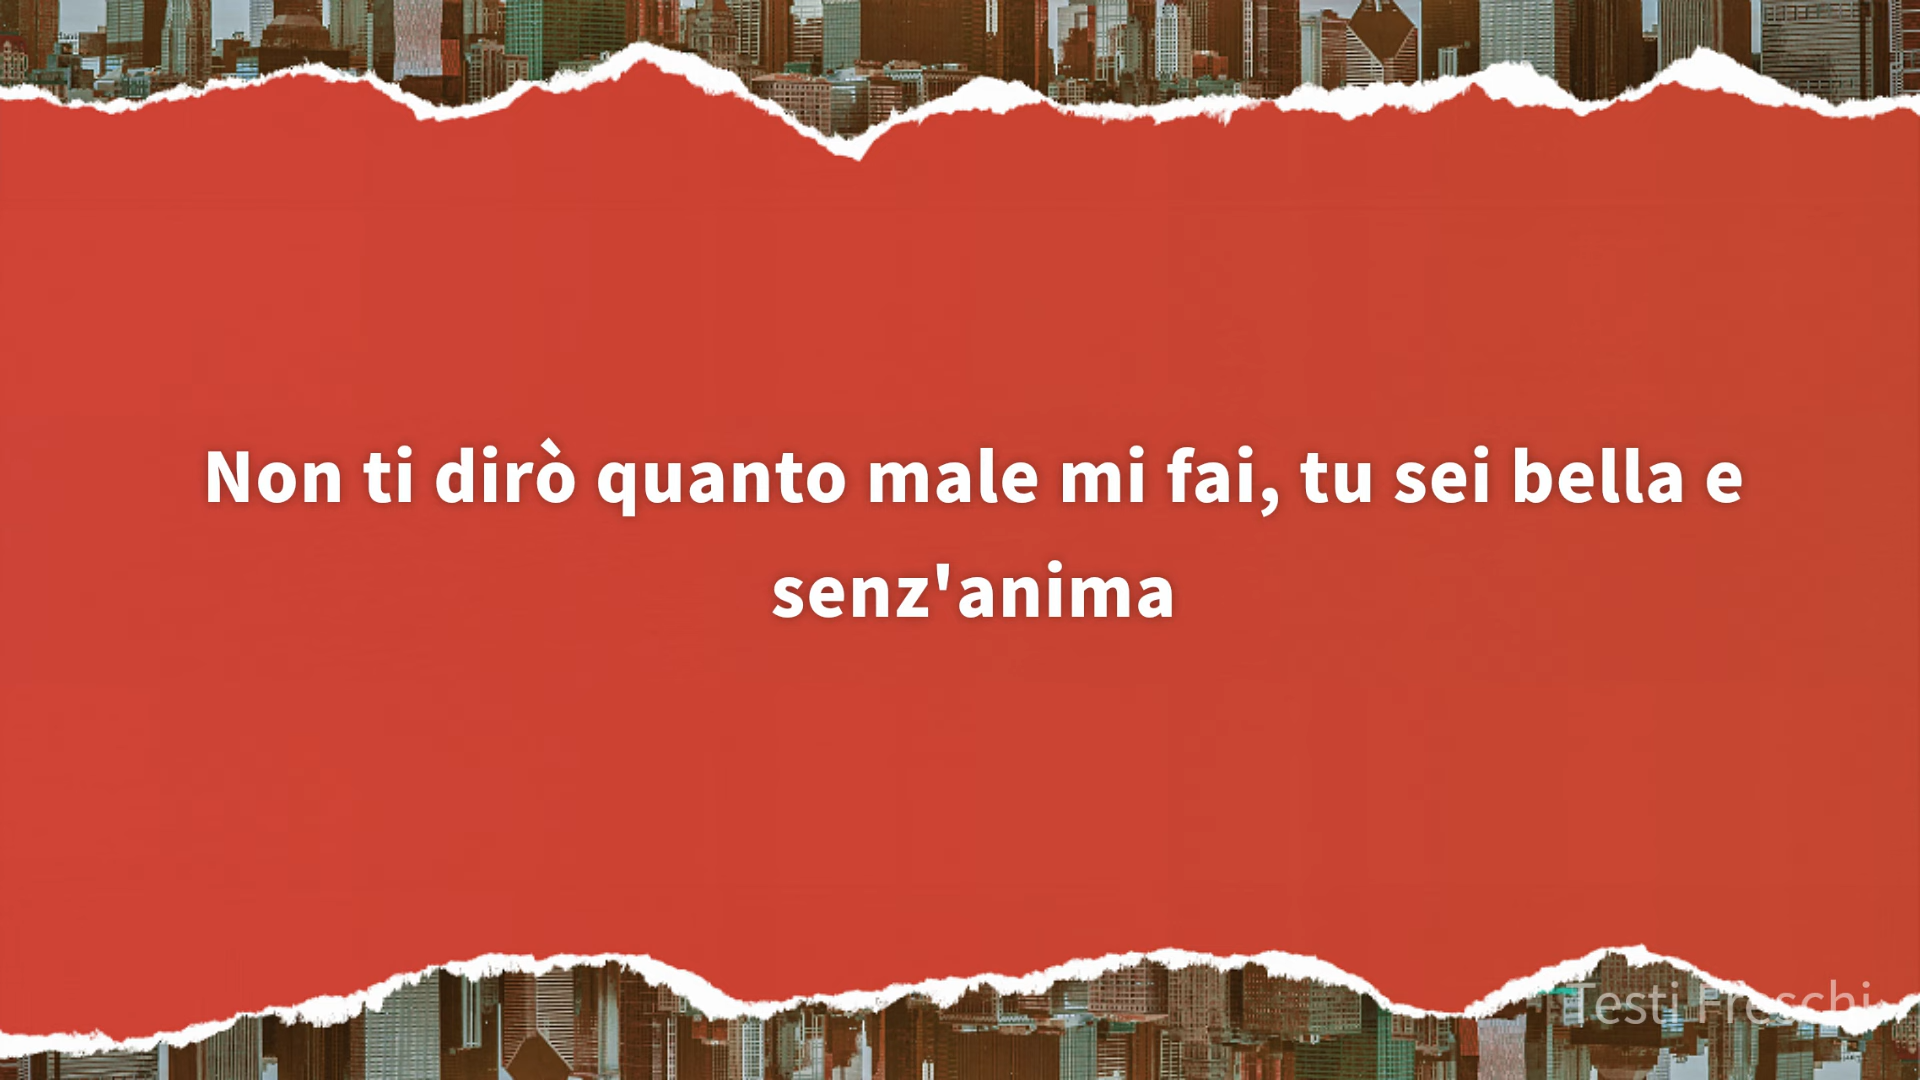 Non ti dirò quanto male mi fai, tu sei bella e
senz'anima
Testi Freschi